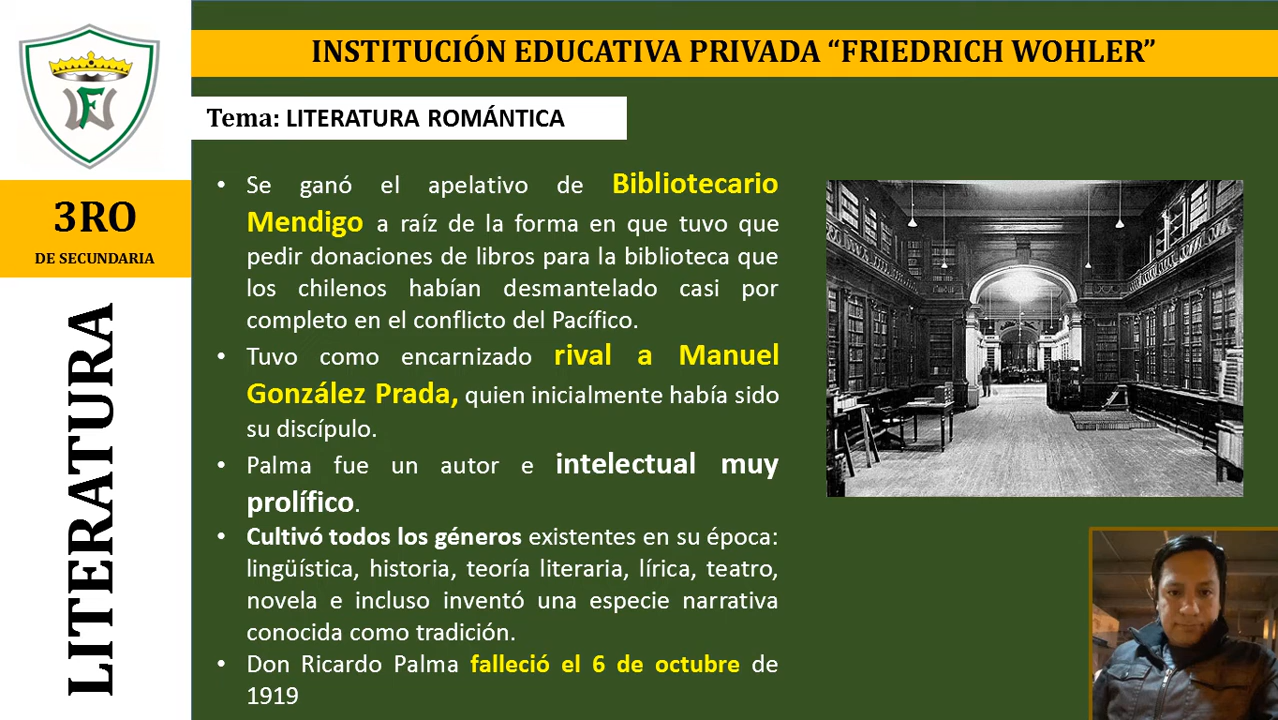 INSTITUCIÓN EDUCATIVA PRIVADA “FRIEDRICH WOHLER”
F
3RO
DE SECUNDARIA
LITERATURA
Tema: LITERATURA ROMÁNTICA
• Se ganó el apelativo de Bibliotecario
Mendigo a raíz de la forma en que tuvo que
pedir donaciones de libros para la biblioteca que
los chilenos habían desmantelado casi por
completo en el conflicto del Pacífico.
• Tuvo como encarnizado rival a Manuel
González Prada, quien inicialmente había sido
su discípulo.
• Palma fue un autor e intelectual muy
prolífico.
• Cultivó todos los géneros existentes en su época:
lingüística, historia, teoría literaria, lírica, teatro,
novela e incluso inventó una especie narrativa
conocida como tradición.
• Don Ricardo Palma falleció el 6 de octubre de
1919